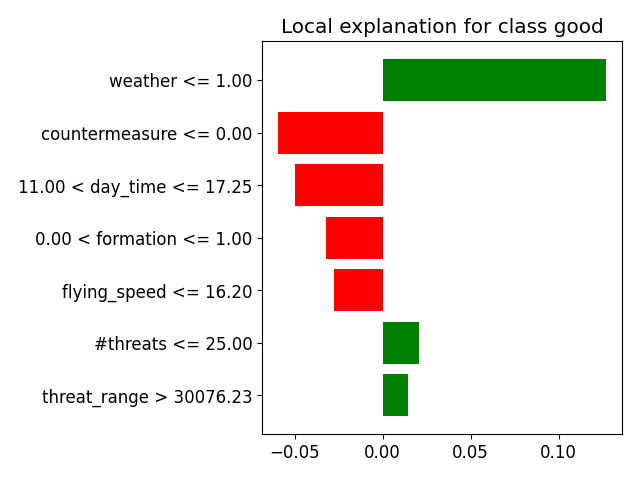 Local explanation for class good
weather <= 1.00
countermeasure <= 0.00
11.00 < day_time <= 17.25
0.00 < formation <= 1.00
flying_speed <= 16.20
#threats <= 25.00
threat_range > 30076.23
−0.05 0.00 0.05 0.10